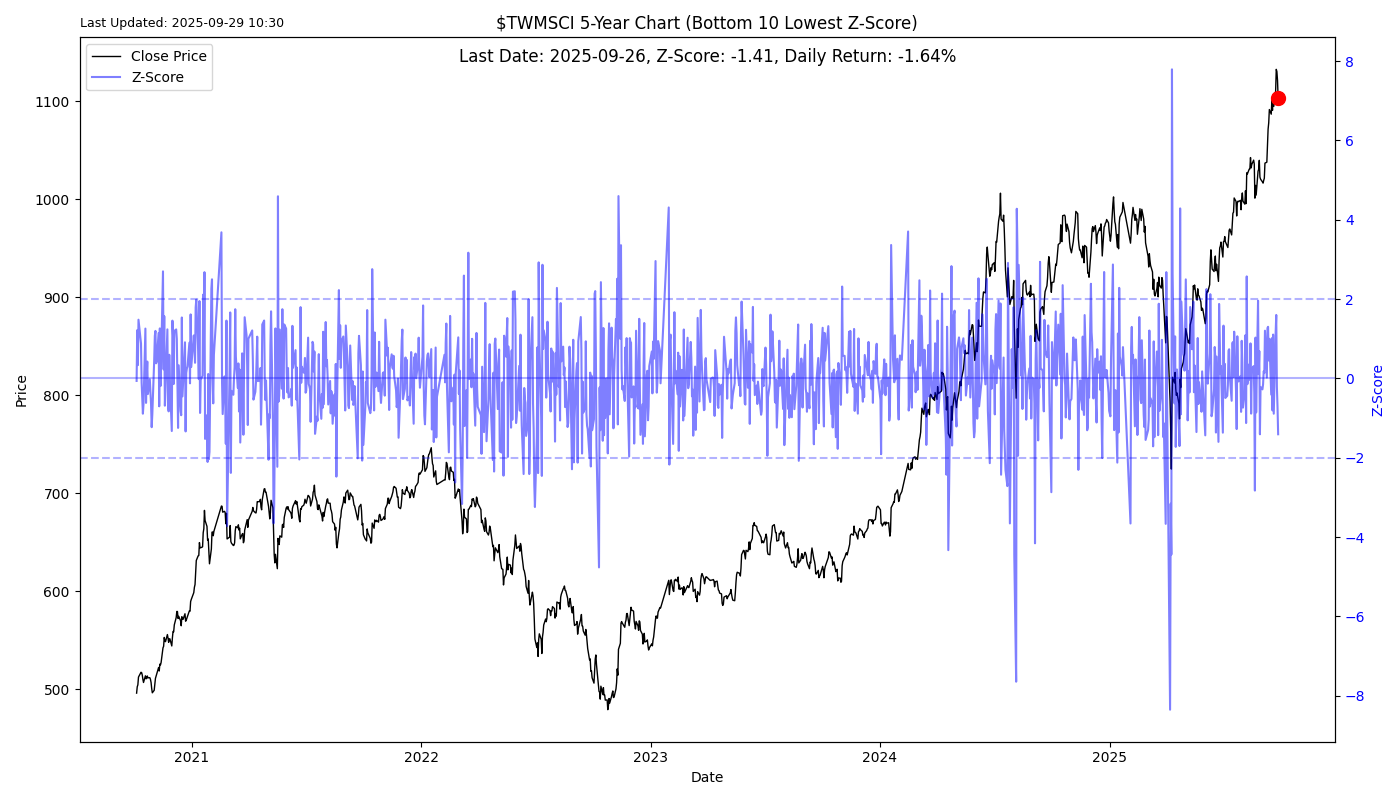 Last Updated: 2025-09-29 10:30
$TWMSCI 5-Year Chart (Bottom 10 Lowest Z-Score)
Last Date: 2025-09-26, Z-Score: -1.41, Daily Return: -1.64%
Close Price
Z-Score
Price
1100
1000
900
800
700
600
500
8
6
4
2
0
−2
−4
−6
−8
Z-Score
2021
2022
2023
2024
2025
Date